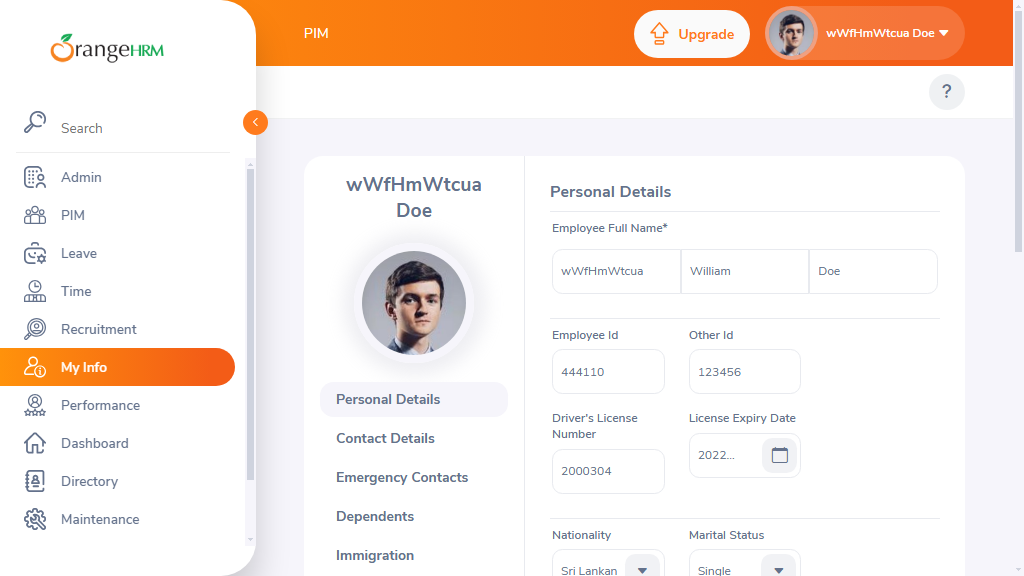 OrangeHRM
Search
Admin
PIM
Leave
Time
Recruitment
My Info
Performance
Dashboard
Directory
Maintenance
PIM
Upgrade
wWfHmWtcua Doe
?
wWfHmWtcua
Doe
Personal Details
Contact Details
Emergency Contacts
Dependents
Immigration
Personal Details
Employee Full Name*
wWfHmWtcua William Doe
Employee Id Other Id
444110 123456
Driver's License
Number
License Expiry Date
2000304
2022...
Nationality Marital Status
Sri Lankan Single